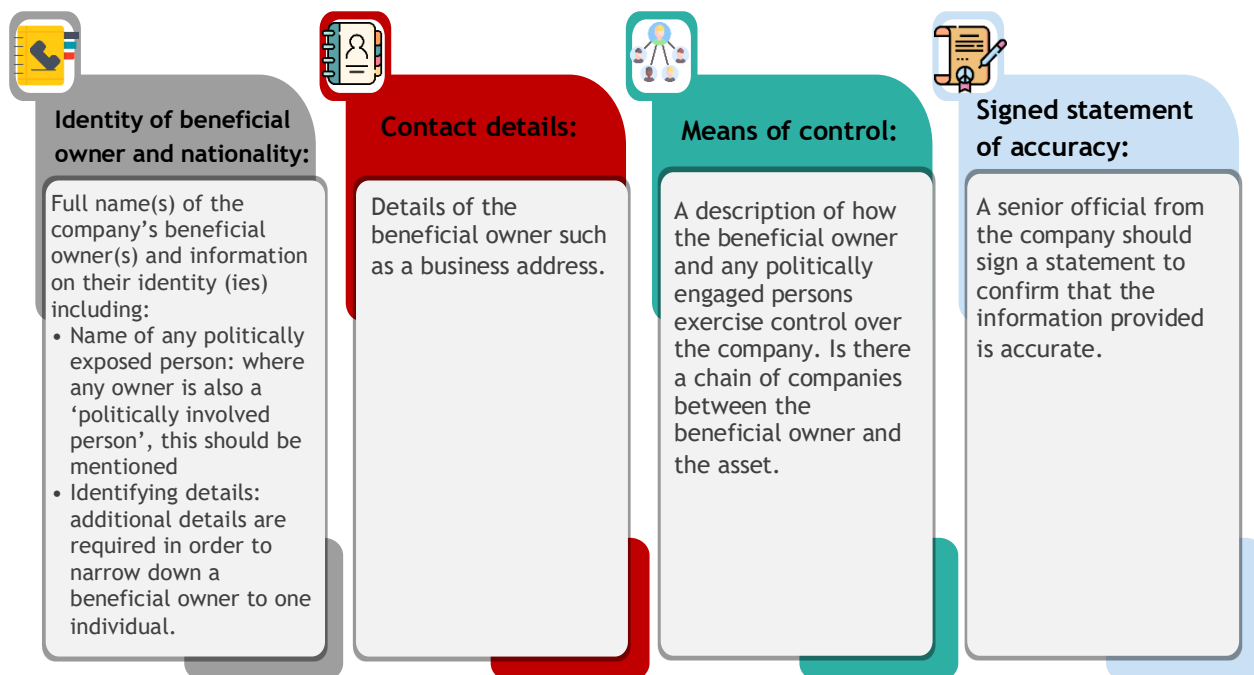 Identity of beneficial
owner and nationality:
Full name(s) of the
company’s beneficial
owner(s) and information
on their identity (ies)
including:
• Name of any politically
exposed person: where
any owner is also a
‘politically involved
person’, this should be
mentioned
• Identifying details:
additional details are
required in order to
narrow down a
beneficial owner to one
individual.
Contact details:
Details of the
beneficial owner such
as a business address.
Means of control:
A description of how
the beneficial owner
and any politically
engaged persons
exercise control over
the company. Is there
a chain of companies
between the
beneficial owner and
the asset.
Signed statement
of accuracy:
A senior official from
the company should
sign a statement to
confirm that the
information provided
is accurate.